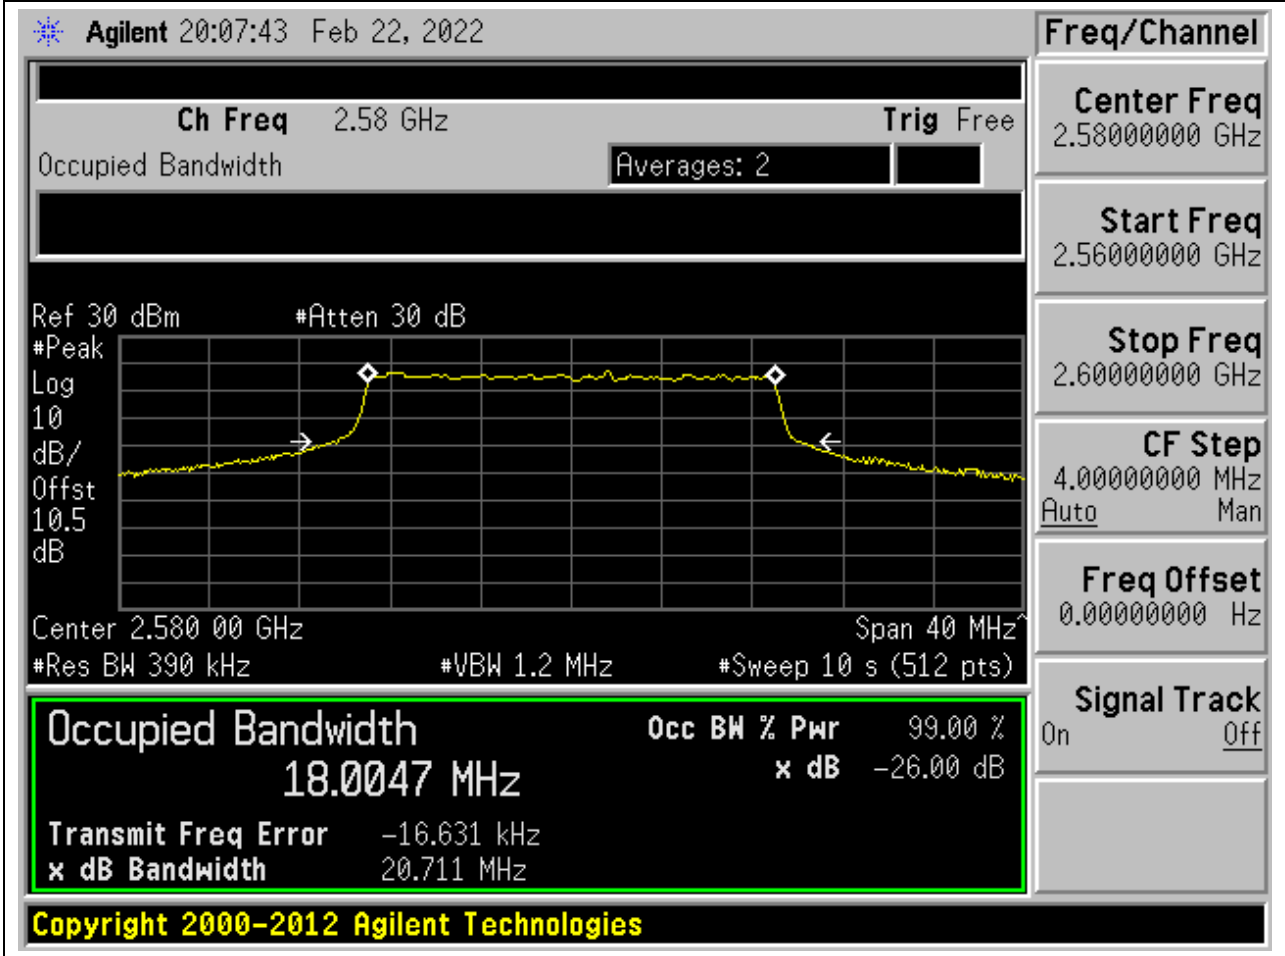 Agilent 20:07:43 Feb 22, 2022
Freq/Channel
Ch Freq 2.58 GHz Trig Free
Occupied Bandwidth Averages: 2
Center Freq
2.58000000 GHz
Start Freq
2.56000000 GHz
Stop Freq
2.60000000 GHz
CF Step
4.00000000 MHz
Auto Man
Freq Offset
0.00000000 Hz
Signal Track
On Off
Ref 30 dBm #Atten 30 dB
#Peak
Log
10
dB/
Offst
10.5
dB
Center 2.580 00 GHz Span 40 MHz^
#Res BW 390 kHz #VBW 1.2 MHz #Sweep 10 s (512 pts)
Occupied Bandwidth Occ BW % Pwr 99.00 %
18.0047 MHz x dB -26.00 dB
Transmit Freq Error -16.631 kHz
x dB Bandwidth 20.711 MHz
Copyright 2000-2012 Agilent Technologies